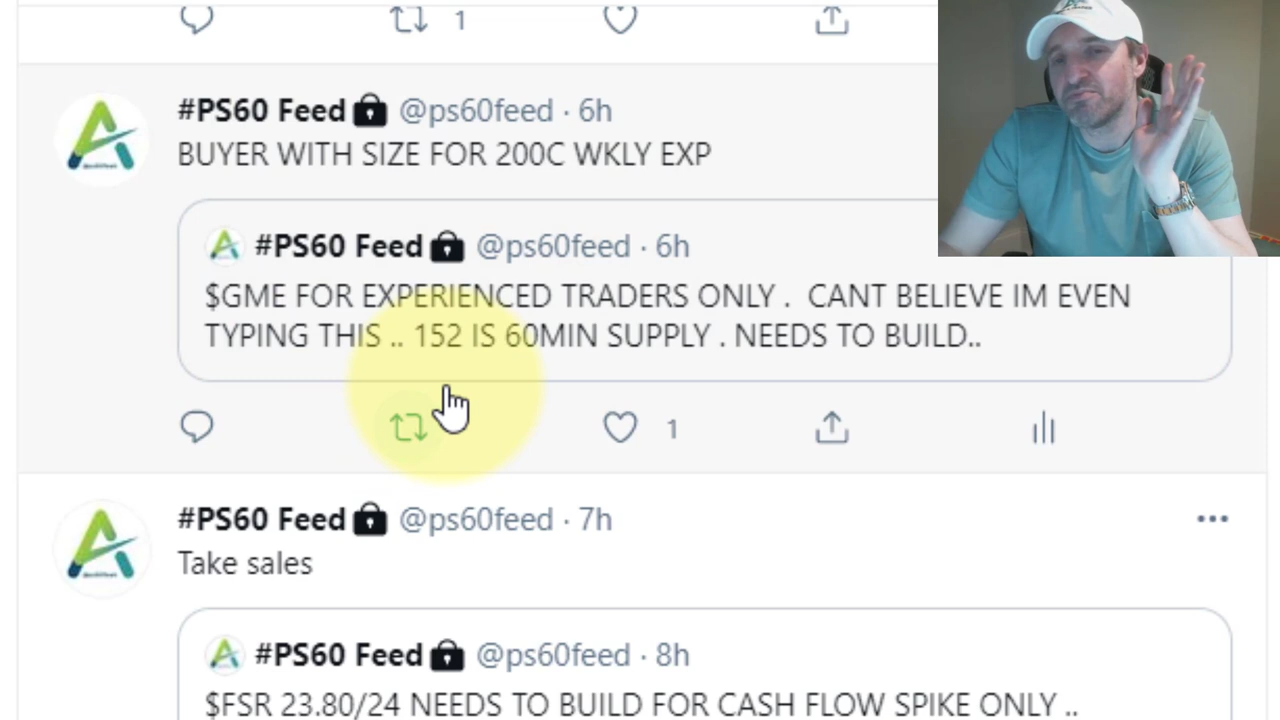 1
#PS60 Feed @ps60feed · 6h
BUYER WITH SIZE FOR 200C WKLY EXP
#PS60 Feed @ps60feed · 6h
$GME FOR EXPERIENCED TRADERS ONLY . CANT BELIEVE IM EVEN
TYPING THIS .. 152 IS 60MIN SUPPLY . NEEDS TO BUILD..
1
#PS60 Feed @ps60feed · 7h
Take sales
#PS60 Feed @ps60feed · 8h
$FSR 23.80/24 NEEDS TO BUILD FOR CASH FLOW SPIKE ONLY ..